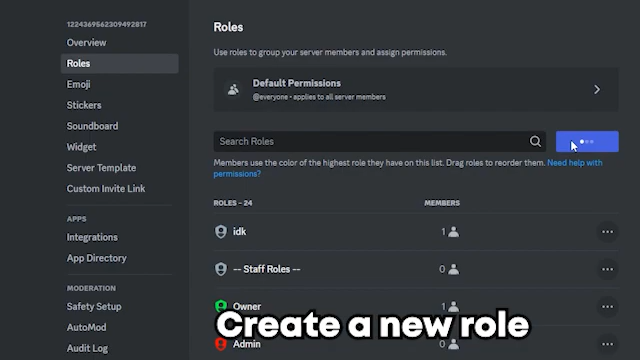 1224369562309492817
Overview
Roles
Emoji
Stickers
Soundboard
Widget
Server Template
Custom Invite Link
APPS
Integrations
App Directory
MODERATION
Safety Setup
AutoMod
Audit Log
Roles
Use roles to group your server members and assign permissions.
Default Permissions
@everyone • applies to all server members
Search Roles
Members use the color of the highest role they have on this list. Drag roles to reorder them. Need help with
permissions?
ROLES – 24 MEMBERS
idk 1
-- Staff Roles -- 0
Owner 1
Create a new role
Admin 0